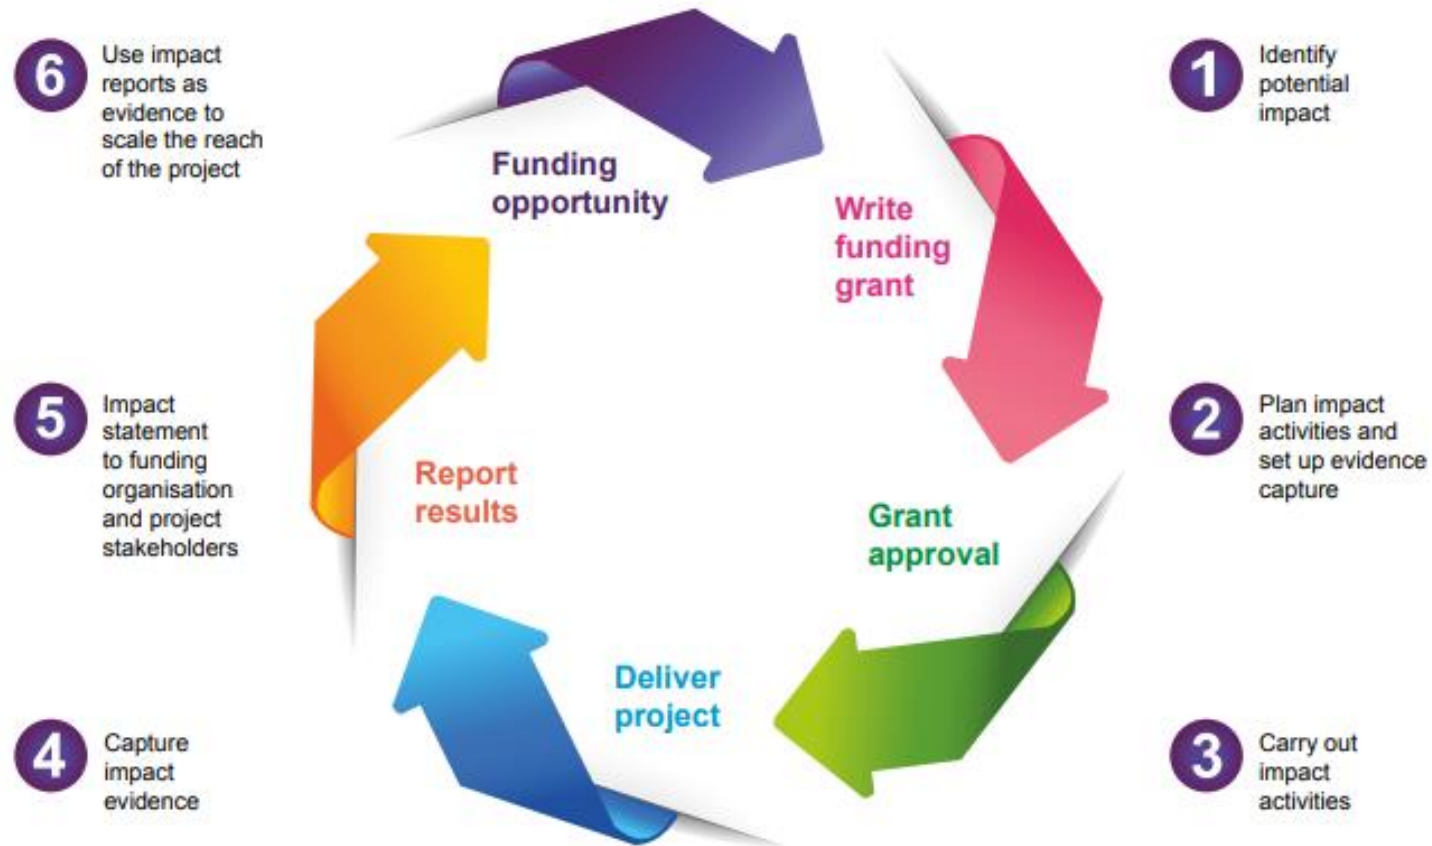 6
Use impact
reports as
evidence to
scale the reach
of the project
Funding
opportunity
1
Identify
potential
impact
Write
funding
grant
5
Impact
statement
to funding
organisation
and project
stakeholders
Report
results
2
Plan impact
activities and
set up evidence
capture
Grant
approval
4
Capture
impact
evidence
Deliver
project
3
Carry out
impact
activities